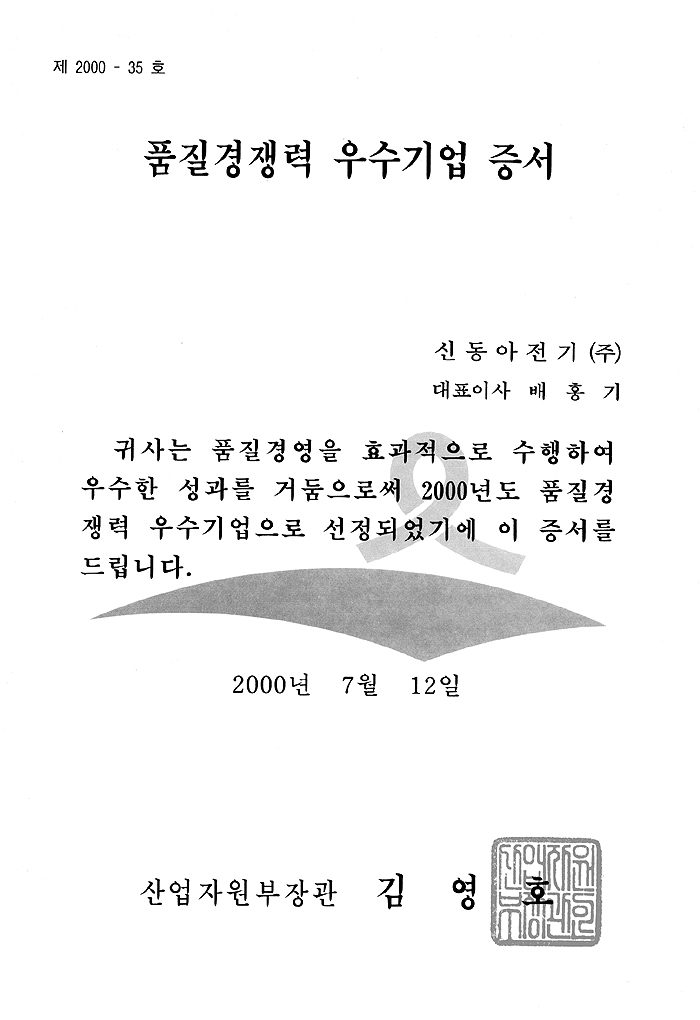 제 2000 - 35 호
품질경쟁력 우수기업 증서
신동아전기 (주)
대표이사 배 홍 기
귀사는 품질경영을 효과적으로 수행하여
우수한 성과를 거둠으로써 2000년도 품질경
쟁력 우수기업으로 선정되었기에 이 증서를
드립니다.
2000년 7월 12일
산업자원부장관 김 영 호
산업자원부장관인